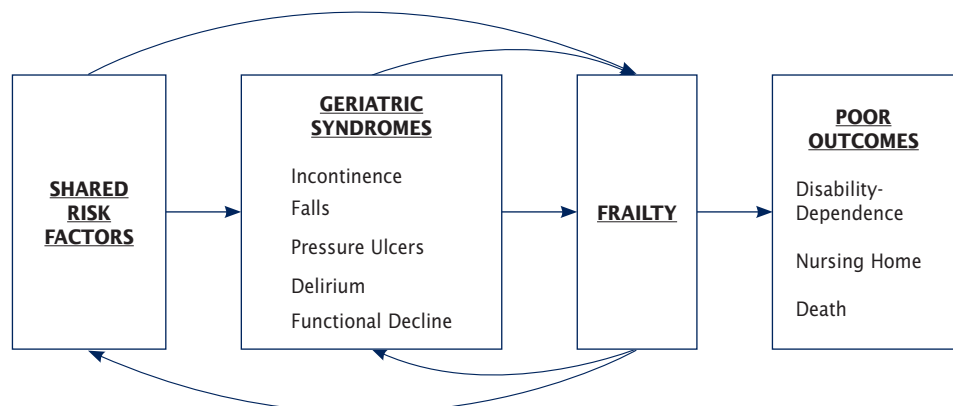 SHARED
RISK
FACTORS
GERIATRIC
SYNDROMES
Incontinence
Falls
Pressure Ulcers
Delirium
Functional Decline
FRAILTY
POOR
OUTCOMES
Disability-
Dependence
Nursing Home
Death